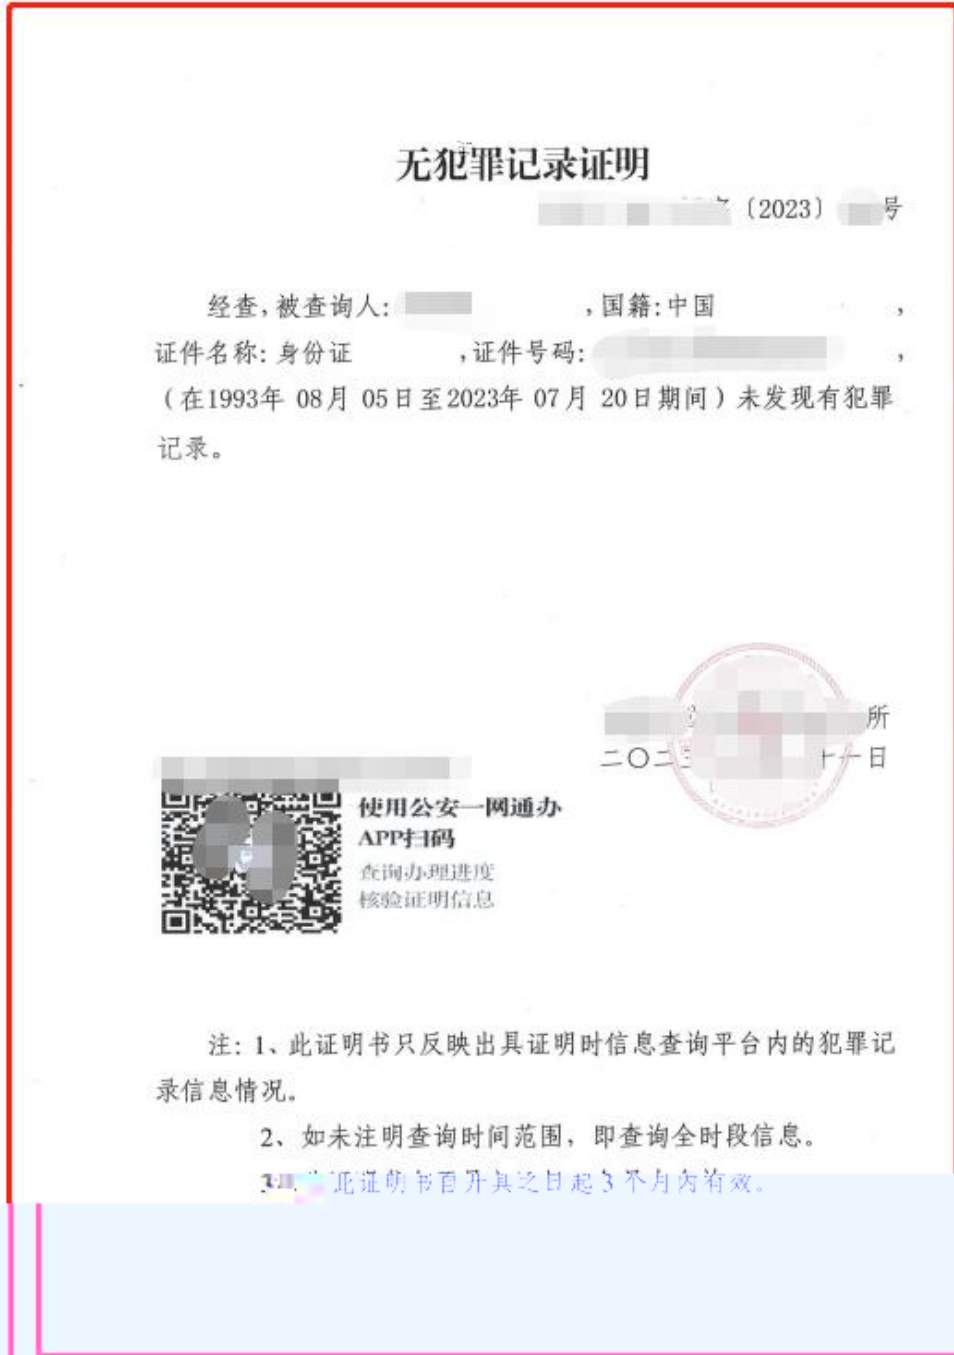 无犯罪记录证明
〔2023〕 号
经查,被查询人: ,国籍:中国 ,
证件名称: 身份证 ,证件号码: ,
(在1993年 08月 05日至2023年 07月 20日期间)未发现有犯罪
记录。
所
二〇二 十一日
使用公安一网通办
APP扫码
查询办理进度
核验证明信息
注: 1、此证明书只反映出具证明时信息查询平台内的犯罪记
录信息情况。
2、如未注明查询时间范围, 即查询全时段信息。
此证明书自开具之日起3个月内有效。